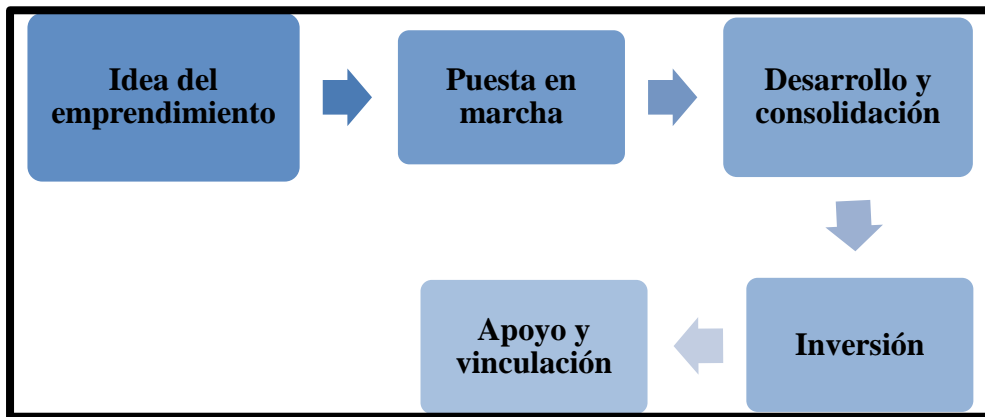 Idea del
emprendimiento
Puesta en
marcha
Desarrollo y
consolidación
Inversión
Apoyo y
vinculación